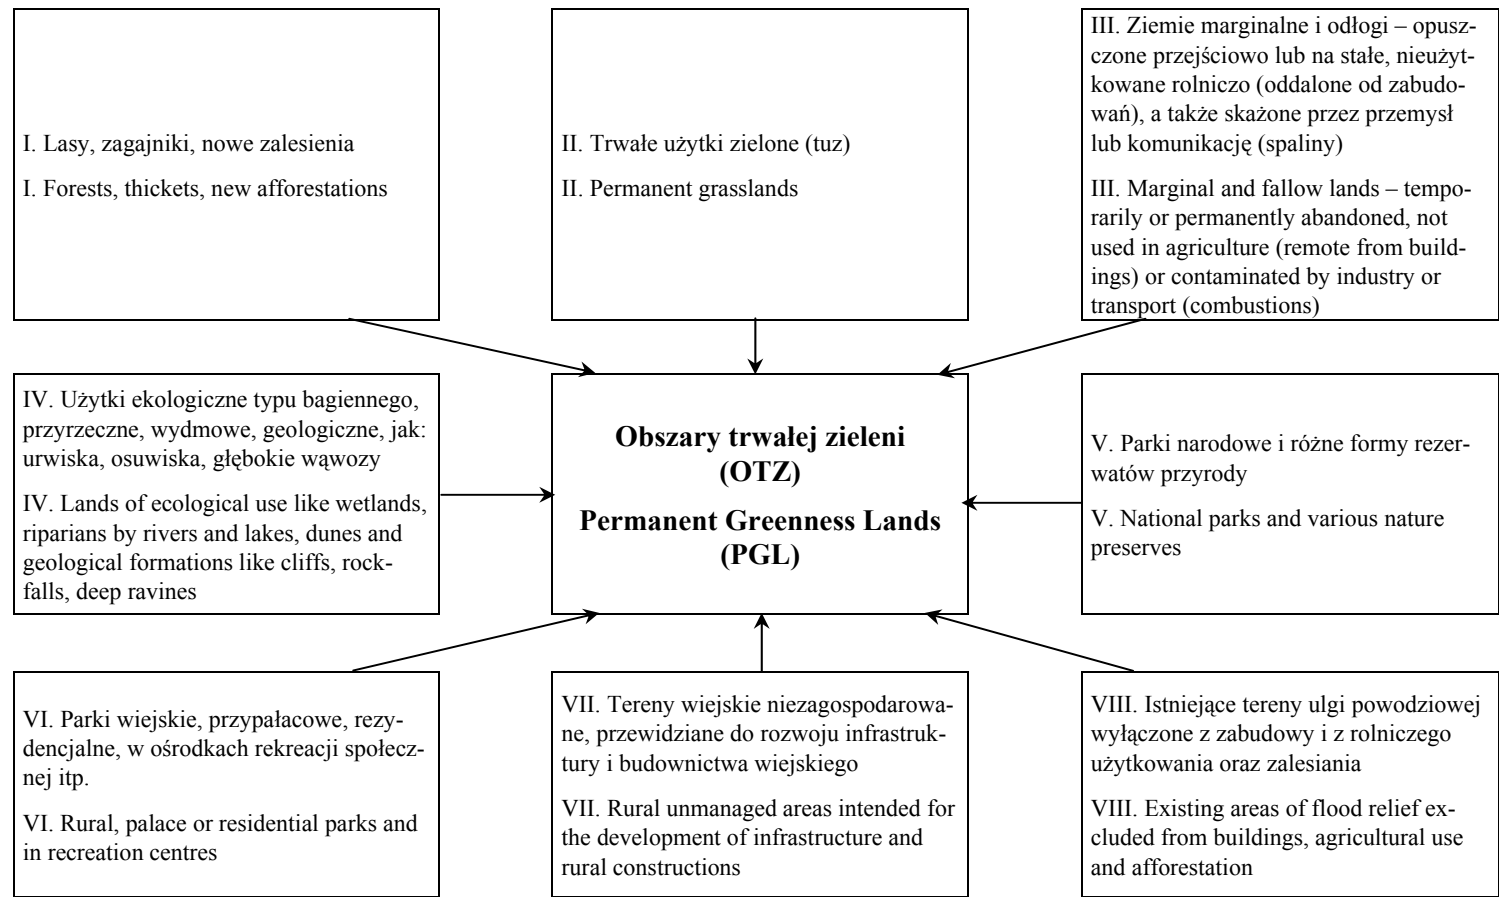 I. Lasy, zagajniki, nowe zalesienia
I. Forests, thickets, new afforestations
II. Trwałe użytki zielone (tuz)
II. Permanent grasslands
III. Ziemie marginalne i odłogi – opusz-
czone przejściowo lub na stałe, nieużyt-
kowane rolniczo (oddalone od zabudo-
wań), a także skażone przez przemysł
lub komunikację (spaliny)
III. Marginal and fallow lands – tempo-
rarily or permanently abandoned, not
used in agriculture (remote from build-
ings) or contaminated by industry or
transport (combustions)
IV. Użytki ekologiczne typu bagiennego,
przyrzeczne, wydmowe, geologiczne, jak:
urwiska, osuwiska, głębokie wąwozy
IV. Lands of ecological use like wetlands,
riparians by rivers and lakes, dunes and
geological formations like cliffs, rock-
falls, deep ravines
Obszary trwałej zieleni
(OTZ)
Permanent Greenness Lands
(PGL)
V. Parki narodowe i różne formy rezer-
watów przyrody
V. National parks and various nature
preserves
VI. Parki wiejskie, przypałacowe, rezy-
dencjalne, w ośrodkach rekreacji społecz-
nej itp.
VI. Rural, palace or residential parks and
in recreation centres
VII. Tereny wiejskie niezagospodarowa-
ne, przewidziane do rozwoju infrastruk-
tury i budownictwa wiejskiego
VII. Rural unmanaged areas intended for
the development of infrastructure and
rural constructions
VIII. Istniejące tereny ulgi powodziowej
wyłączone z zabudowy i z rolniczego
użytkowania oraz zalesiania
VIII. Existing areas of flood relief ex-
cluded from buildings, agricultural use
and afforestation